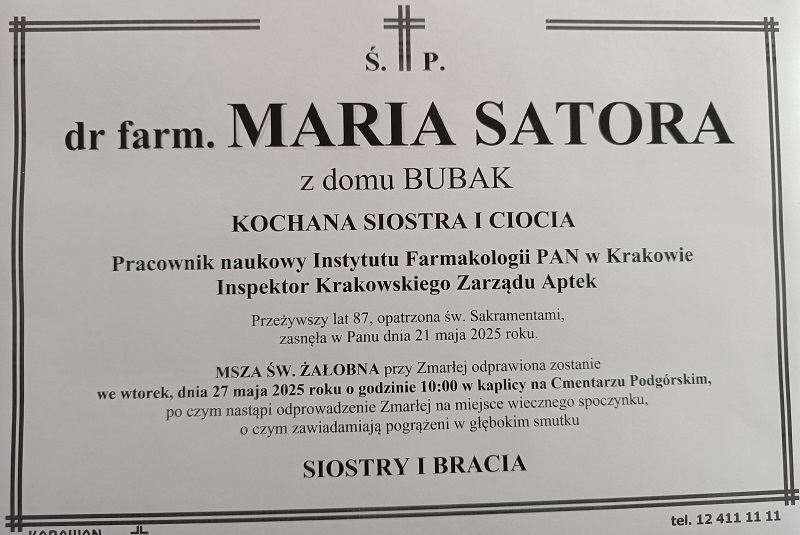 Ś. P.
dr farm. MARIA SATORA
z domu BUBAK
KOCHANA SIOSTRA I CIOCIA
Pracownik naukowy Instytutu Farmakologii PAN w Krakowie
Inspektor Krakowskiego Zarządu Aptek
Przeżywszy lat 87, opatrzona św. Sakramentami,
zasnęła w Panu dnia 21 maja 2025 roku.
MSZA ŚW. ŻAŁOBNA przy Zmarłej odprawiona zostanie
we wtorek, dnia 27 maja 2025 roku o godzinie 10:00 w kaplicy na Cmentarzu Podgórskim,
po czym nastąpi odprowadzenie Zmarłej na miejsce wiecznego spoczynku,
o czym zawiadamiają pogrążeni w głębokim smutku
SIOSTRY I BRACIA
tel. 12 411 11 11